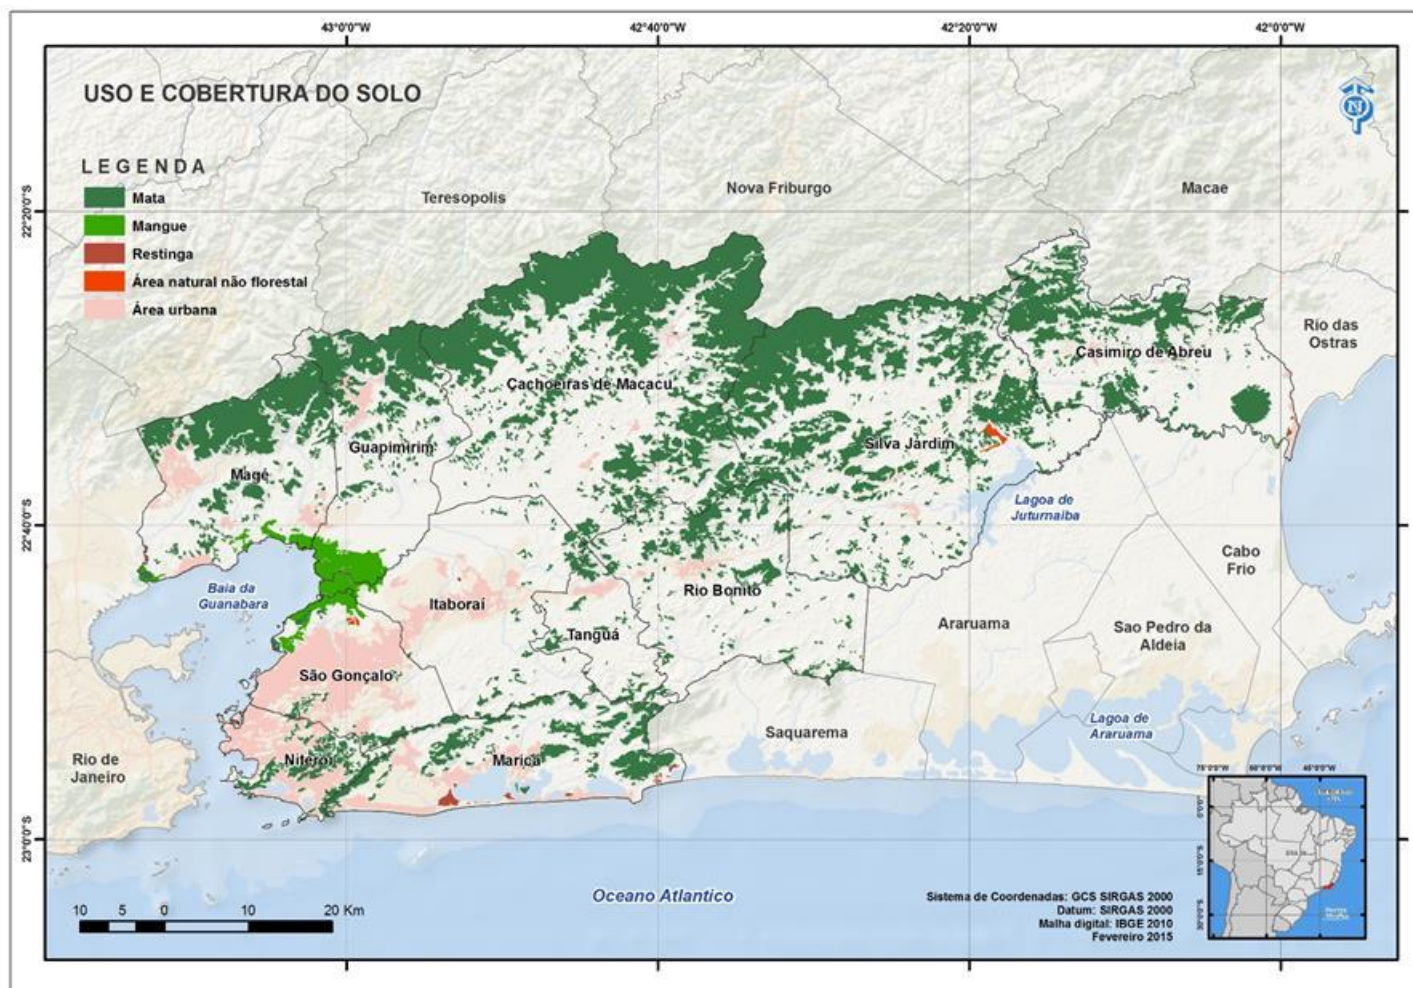 43°0'0"W 42°40'0"W 42°20'0"W 42°0'0"W
USO E COBERTURA DO SOLO
N
LEGENDA
Mata
Mangue
Restinga
Área natural não florestal
Área urbana
22°20'0"S
22°40'0"S
23°0'0"S
Teresopolis
Nova Friburgo
Macae
Rio das
Ostras
Casimiro de Abreu
Cachoeiras de Macacu
Silva Jardim
Guapimirim
Magé
Lagoa de
Juturnaiba
Cabo
Frio
Baia da
Guanabara
Itaboraí
Rio Bonito
Tanguá
Araruama
Sao Pedro da
Aldeia
São Gonçalo
Lagoa de
Araruama
Saquarema
Niterói
Maricá
Rio de
Janeiro
Oceano Atlantico
10 5 0 10 20 Km
Sistema de Coordenadas: GCS SIRGAS 2000
Datum: SIRGAS 2000
Malha digital: IBGE 2010
Fevereiro 2015